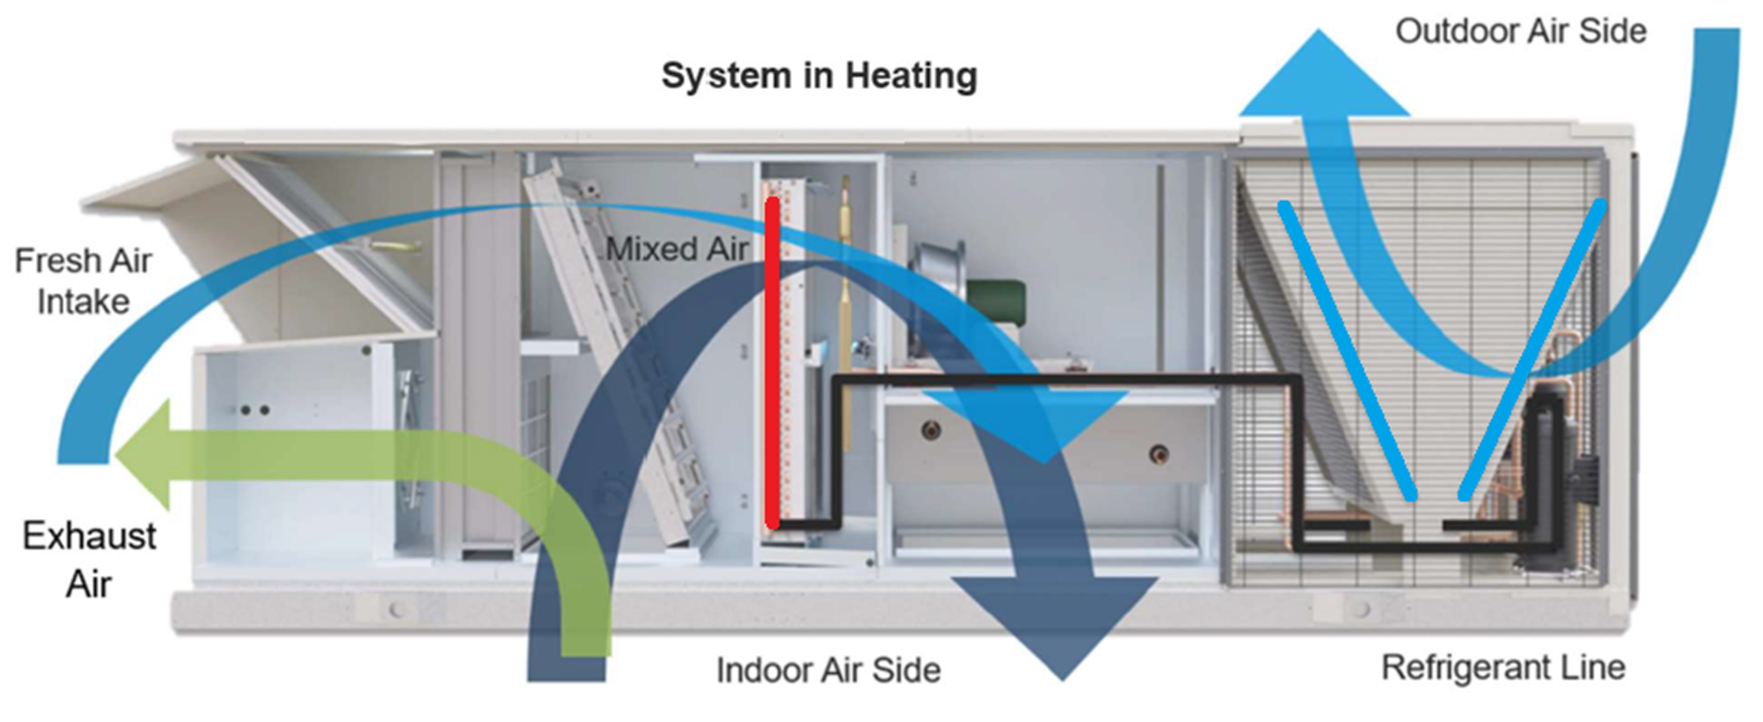 Outdoor Air Side
System in Heating
Mixed Air
Fresh Air
Intake
Exhaust
Air
Indoor Air Side
Refrigerant Line